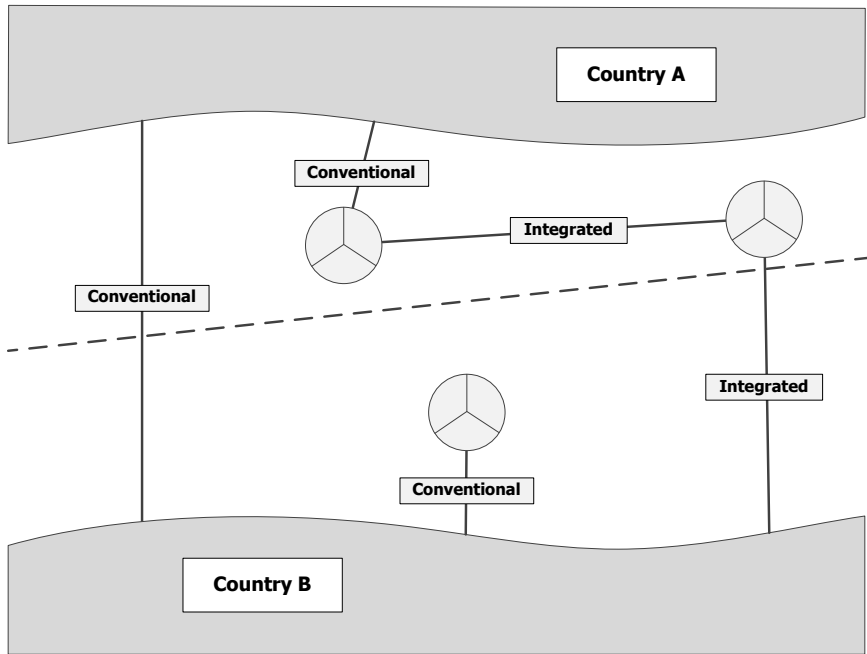 Country A
Conventional
Integrated
Conventional
Integrated
Conventional
Country B